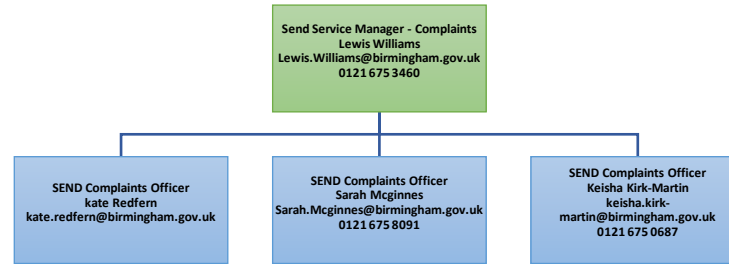 Send Service Manager - Complaints
Lewis Williams
Lewis.Williams@birmingham.gov.uk
0121 675 3460
SEND Complaints Officer
kate Redfern
kate.redfern@birmingham.gov.uk
SEND Complaints Officer
Sarah Mcginnes
Sarah.Mcginnes@birmingham.gov.uk
0121 675 8091
SEND Complaints Officer
Keisha Kirk-Martin
keisha.kirk-
martin@birmingham.gov.uk
0121 675 0687